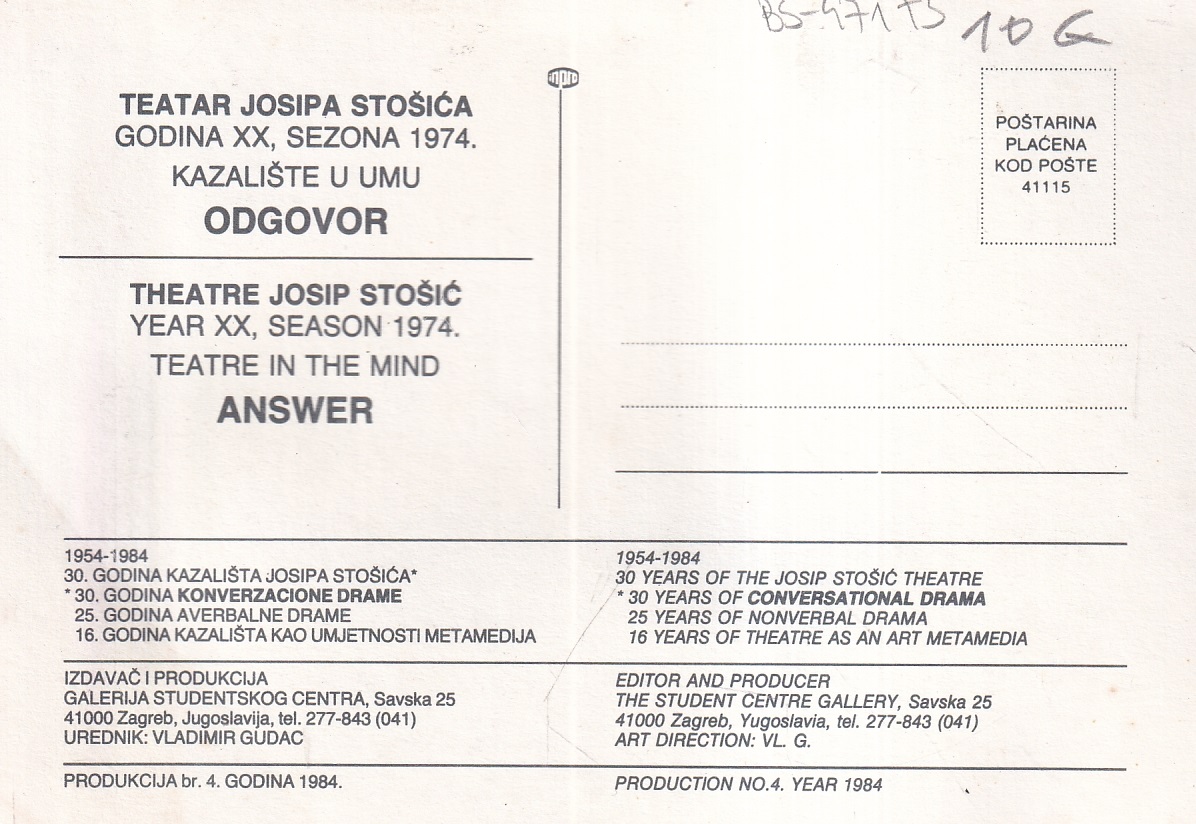 10 G
inpro
TEATAR JOSIPA STOŠIĆA
GODINA XX, SEZONA 1974.
KAZALIŠTE U UMU
ODGOVOR
THEATRE JOSIP STOŠIĆ
YEAR XX, SEASON 1974.
TEATRE IN THE MIND
ANSWER
POŠTARINA
PLAĆENA
KOD POŠTE
41115
1954-1984
30. GODINA KAZALIŠTA JOSIPA STOŠIĆA*
* 30. GODINA KONVERZACIONE DRAME
25. GODINA AVERBALNE DRAME
16. GODINA KAZALIŠTA KAO UMJETNOSTI METAMEDIJA
1954-1984
30 YEARS OF THE JOSIP STOŠIĆ THEATRE
* 30 YEARS OF CONVERSATIONAL DRAMA
25 YEARS OF NONVERBAL DRAMA
16 YEARS OF THEATRE AS AN ART METAMEDIA
IZDAVAČ I PRODUKCIJA
GALERIJA STUDENTSKOG CENTRA, Savska 25
41000 Zagreb, Jugoslavija, tel. 277-843 (041)
UREDNIK: VLADIMIR GUDAC
EDITOR AND PRODUCER
THE STUDENT CENTRE GALLERY, Savska 25
41000 Zagreb, Yugoslavia, tel. 277-843 (041)
ART DIRECTION: VL. G.
PRODUKCIJA br. 4. GODINA 1984.
PRODUCTION NO.4. YEAR 1984